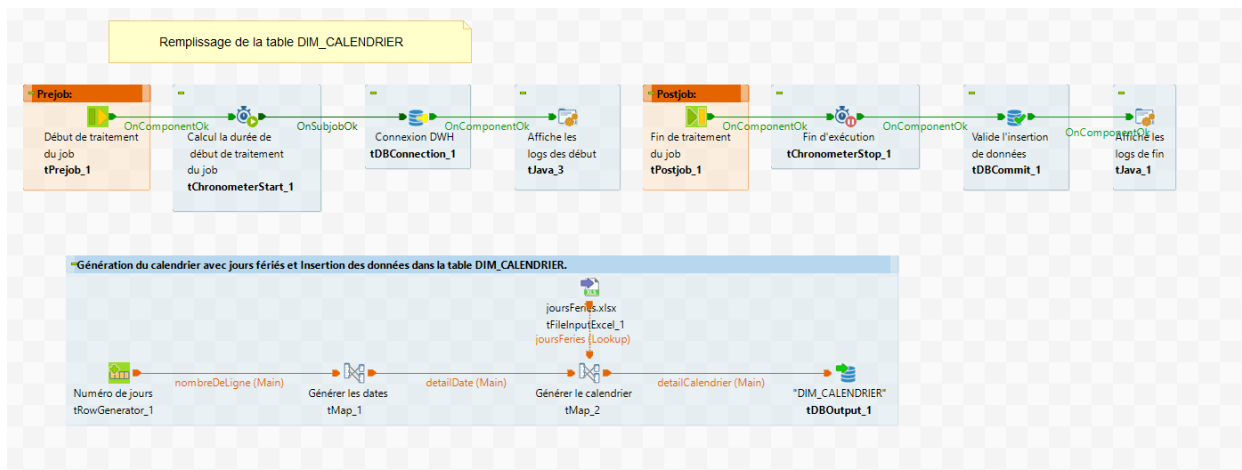 Remplissage de la table DIM_CALENDRIER
Prejob:
OnComponentOk
Début de traitement
du job
tPrejob_1
OnSubjobOk
Calcul la durée de
début de traitement
du job
tChronometerStart_1
OnComponentOk
Connexion DWH
tDBConnection_1
Affiche les
logs des début
tJava_3
Postjob:
OnComponentOk
Fin de traitement
du job
tPostjob_1
OnComponentOk
Fin d'exécution
tChronometerStop_1
OnComponentOk
Valide l'insertion
de données
tDBCommit_1
Affiche les
logs de fin
tJava_1
Génération du calendrier avec jours fériés et Insertion des données dans la table DIM_CALENDRIER.
XLS
joursFeries.xlsx
tFileInputExcel_1
joursFeries (Lookup)
nombreDeLigne (Main)
detailDate (Main)
detailCalendrier (Main)
Numéro de jours
tRowGenerator_1
Générer les dates
tMap_1
Générer le calendrier
tMap_2
"DIM_CALENDRIER"
tDBOutput_1